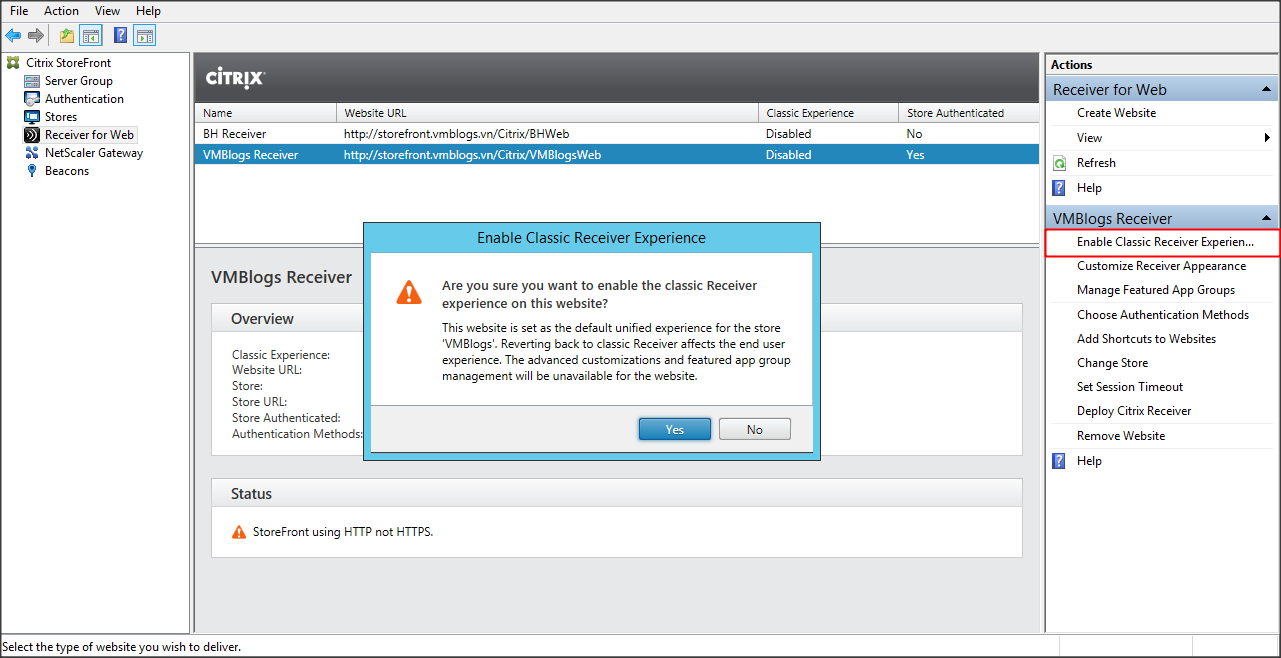 File Action View Help
Citrix StoreFront
Server Group
Authentication
Stores
Receiver for Web
NetScaler Gateway
Beacons
CITRIX
Name Website URL Classic Experience Store Authenticated
BH Receiver http://storefront.vmblogs.vn/Citrix/BHWeb Disabled No
VMBlogs Receiver http://storefront.vmblogs.vn/Citrix/VMBlogsWeb Disabled Yes
VMBlogs Receiver
Overview
Classic Experience:
Website URL:
Store:
Store URL:
Store Authenticated:
Authentication Methods:
Status
StoreFront using HTTP not HTTPS.
Enable Classic Receiver Experience
Are you sure you want to enable the classic Receiver
experience on this website?
This website is set as the default unified experience for the store
'VMBlogs'. Reverting back to classic Receiver affects the end user
experience. The advanced customizations and featured app group
management will be unavailable for the website.
Yes No
Actions
Receiver for Web
Create Website
View
Refresh
Help
VMBlogs Receiver
Enable Classic Receiver Experien...
Customize Receiver Appearance
Manage Featured App Groups
Choose Authentication Methods
Add Shortcuts to Websites
Change Store
Set Session Timeout
Deploy Citrix Receiver
Remove Website
Help
Select the type of website you wish to deliver.